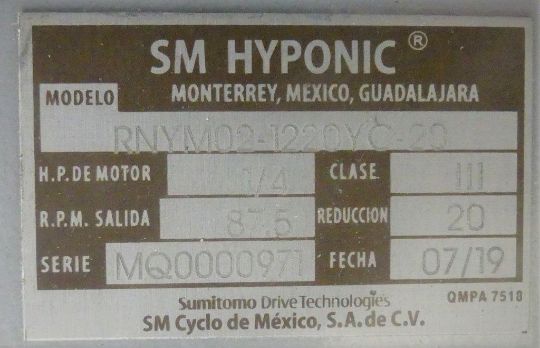 SM HYPONIC ®
MONTERREY, MEXICO, GUADALAJARA
MODELO RNYM02-1220YC-20
H.P. DE MOTOR 1/4 CLASE III
R.P.M. SALIDA 87.5 REDUCCION 20
SERIE MQ0000971 FECHA 07/19
Sumitomo Drive Technologies
QMPA 7518
SM Cyclo de México, S.A. de C.V.